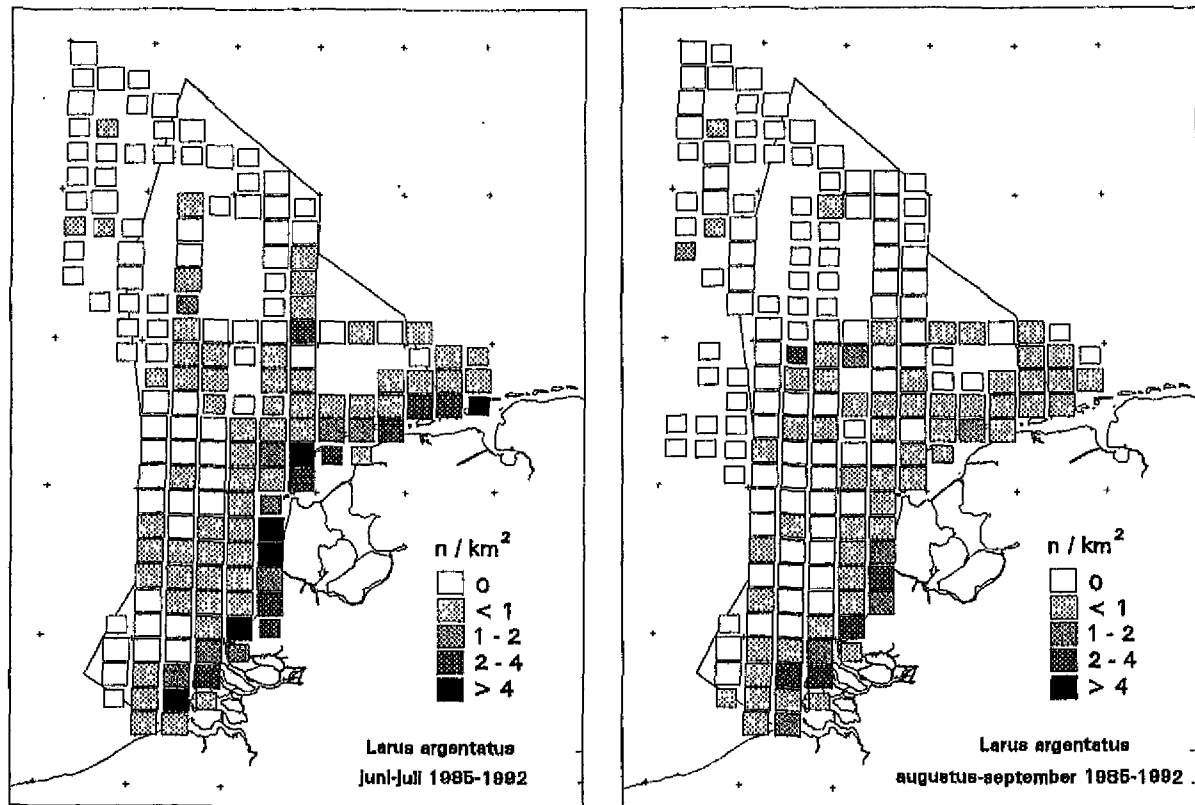 n / km²
0
< 1
1 - 2
2 - 4
> 4
Larus argentatus
juni-juli 1985-1992
n / km²
0
< 1
1 - 2
2 - 4
> 4
Larus argentatus
augustus-september 1985-1992